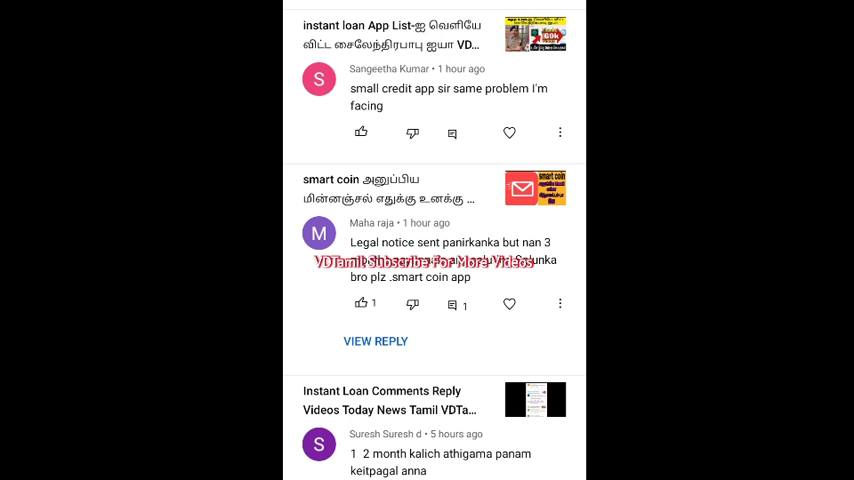 instant loan App List-ஐ வெளியே
விட்ட சைலேந்திரபாபு ஐயா VD...
Sangeetha Kumar • 1 hour ago
S
small credit app sir same problem I'm
facing
smart coin அனுப்பிய
மின்னஞ்சல் எதுக்கு உனக்கு ...
smart coin
Maha raja • 1 hour ago
M
Legal notice sent panirkanka but nan 3
VDTamil Subscribe For More Videos
bro plz .smart coin app
1
1
VIEW REPLY
Instant Loan Comments Reply
Videos Today News Tamil VDTa...
Suresh Suresh d • 5 hours ago
S
1 2 month kalich athigama panam
keitpagal anna